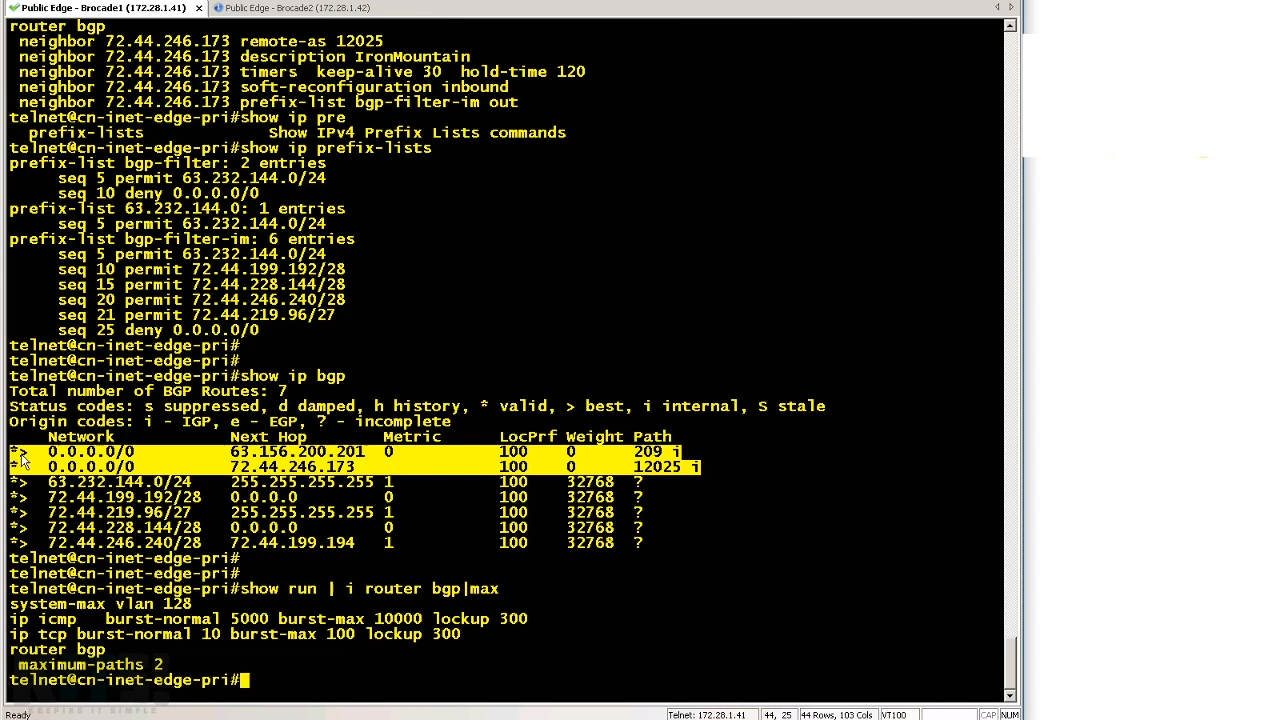 Public Edge - Brocade1 (172.28.1.41) Public Edge - Brocade2 (172.28.1.42)
router bgp
neighbor 72.44.246.173 remote-as 12025
neighbor 72.44.246.173 description IronMountain
neighbor 72.44.246.173 timers  keep-alive 30  hold-time 120
neighbor 72.44.246.173 soft-reconfiguration inbound
neighbor 72.44.246.173 prefix-list bgp-filter-im out
telnet@cn-inet-edge-pri#show ip pre
prefix-lists             Show IPv4 Prefix Lists commands
telnet@cn-inet-edge-pri#show ip prefix-lists
prefix-list bgp-filter: 2 entries
seq 5 permit 63.232.144.0/24
seq 10 deny 0.0.0.0/0
prefix-list 63.232.144.0: 1 entries
seq 5 permit 63.232.144.0/24
prefix-list bgp-filter-im: 6 entries
seq 5 permit 63.232.144.0/24
seq 10 permit 72.44.199.192/28
seq 15 permit 72.44.228.144/28
seq 20 permit 72.44.246.240/28
seq 21 permit 72.44.219.96/27
seq 25 deny 0.0.0.0/0
telnet@cn-inet-edge-pri#
telnet@cn-inet-edge-pri#
telnet@cn-inet-edge-pri#show ip bgp
Total number of BGP Routes: 7
Status codes: s suppressed, d damped, h history, * valid, > best, i internal, S stale
Origin codes: i - IGP, e - EGP, ? - incomplete
Network            Next Hop        Metric      LocPrf Weight Path
*>  0.0.0.0/0          63.156.200.201  0           100    0      209 i
*   0.0.0.0/0          72.44.246.173               100    0      12025 i
*>  63.232.144.0/24    255.255.255.255 1           100    32768  ?
*>  72.44.199.192/28   0.0.0.0         0           100    32768  ?
*>  72.44.219.96/27    255.255.255.255 1           100    32768  ?
*>  72.44.228.144/28   0.0.0.0         0           100    32768  ?
*>  72.44.246.240/28   72.44.199.194   1           100    32768  ?
telnet@cn-inet-edge-pri#
telnet@cn-inet-edge-pri#
telnet@cn-inet-edge-pri#show run | i router bgp|max
system-max vlan 128
ip icmp   burst-normal 5000 burst-max 10000 lockup 300
ip tcp burst-normal 10 burst-max 100 lockup 300
router bgp
maximum-paths 2
telnet@cn-inet-edge-pri#
KEEPING IT SIMPLE
Ready Telnet: 172.28.1.41 44, 25 44 Rows, 103 Cols VT100 CAP NUM